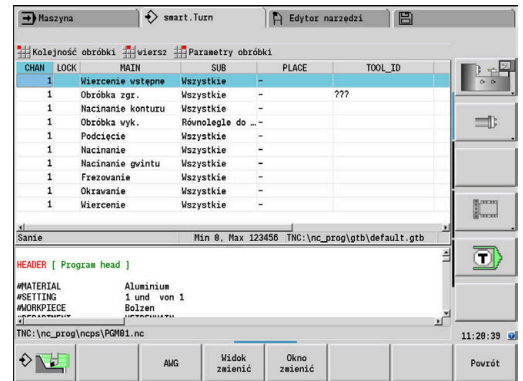 Maszyna smart.Turn Edytor narzędzi
Kolejność obróbki wiersz Parametry obróbki
CHAN LOCK MAIN SUB PLACE TOOL_ID
1 Wiercenie wstępne Wszystkie -
1 Obróbka zgr. Wszystkie - ???
1 Nacinanie konturu Wszystkie -
1 Obróbka wyk. Równolegle do ... -
1 Podcięcie Wszystkie -
1 Nacinanie Wszystkie -
1 Nacinanie gwintu Wszystkie -
1 Frezowanie Wszystkie -
1 Okrawanie Wszystkie -
1 Wiercenie Wszystkie -
Sanie Min 0, Max 123456 TNC:\nc_prog\gtb\default.gtb
HEADER [ Program head ]
#MATERIAL Aluminium
#SETTING 1 und von 1
#WORKPIECE Bolzen
TNC:\nc_prog\ncps\PGM01.nc
T
11:20:39
AWG Widok zmienić Okno zmienić Powrót